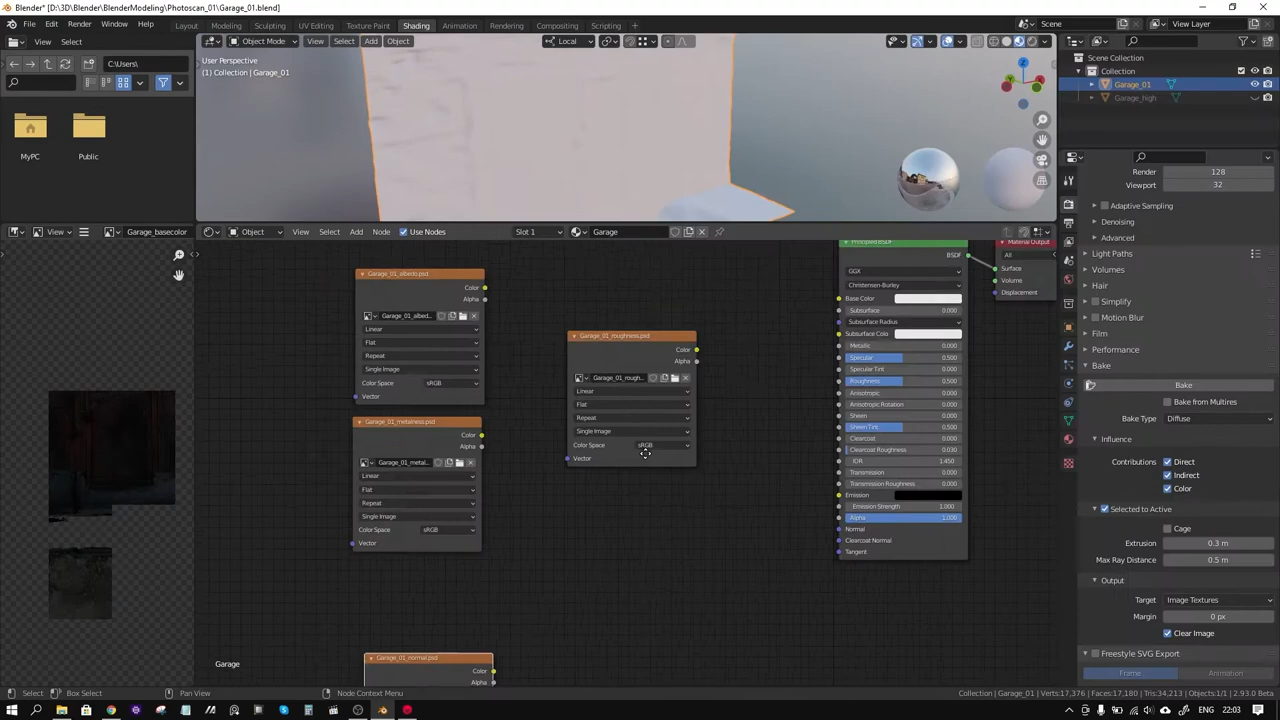 Blender* [D:\3D\Blender\BlenderModeling\Photoscan_01\Garage_01.blend]
File Edit Render Window Help Layout Modeling Sculpting UV Editing Texture Paint Shading Animation Rendering Compositing Scripting Scene View Layer
View Select Object Mode View Select Add Object Local
C:\Users\
User Perspective
(1) Collection | Garage_01
MyPC Public
Scene Collection
Collection
Garage_01
Garage_high
Render 128
Viewport 32
Adaptive Sampling
Denoising
Advanced
Light Paths
Volumes
Hair
Simplify
Motion Blur
Film
Performance
Bake
Bake
Bake from Multires
Bake Type Diffuse
Influence
Contributions Direct
Indirect
Color
Selected to Active
Cage
Extrusion 0.3 m
Max Ray Distance 0.5 m
Output
Target Image Textures
Margin 0 px
Clear Image
Freestyle SVG Export
Frame Animation
View Garage_basecolor Object View Select Add Node Use Nodes Slot 1 Garage
Garage_01_albedo.psd
Color
Alpha
Garage_01_albed...
Linear
Flat
Repeat
Single Image
Color Space sRGB
Vector
Garage_01_metalness.psd
Color
Alpha
Garage_01_metal...
Linear
Flat
Repeat
Single Image
Color Space sRGB
Vector
Garage_01_normal.psd
Color
Alpha
Garage_01_roughness.psd
Color
Alpha
Garage_01_rough...
Linear
Flat
Repeat
Single Image
Color Space sRGB
Vector
Principled BSDF
BSDF
GGX
Christensen-Burley
Base Color
Subsurface 0.000
Subsurface Radius
Subsurface Colo
Metallic 0.000
Specular 0.500
Specular Tint 0.000
Roughness 0.500
Anisotropic 0.000
Anisotropic Rotation 0.000
Sheen 0.000
Sheen Tint 0.500
Clearcoat 0.000
Clearcoat Roughness 0.030
IOR 1.450
Transmission 0.000
Transmission Roughness 0.000
Emission
Emission Strength 1.000
Alpha 1.000
Normal
Clearcoat Normal
Tangent
Material Output
All
Surface
Volume
Displacement
Garage
Select Box Select Pan View Node Context Menu Collection | Garage_01 | Verts:17,376 | Faces:17,180 | Tris:34,213 | Objects:1/1 | 2.93.0 Beta
ENG 22:03